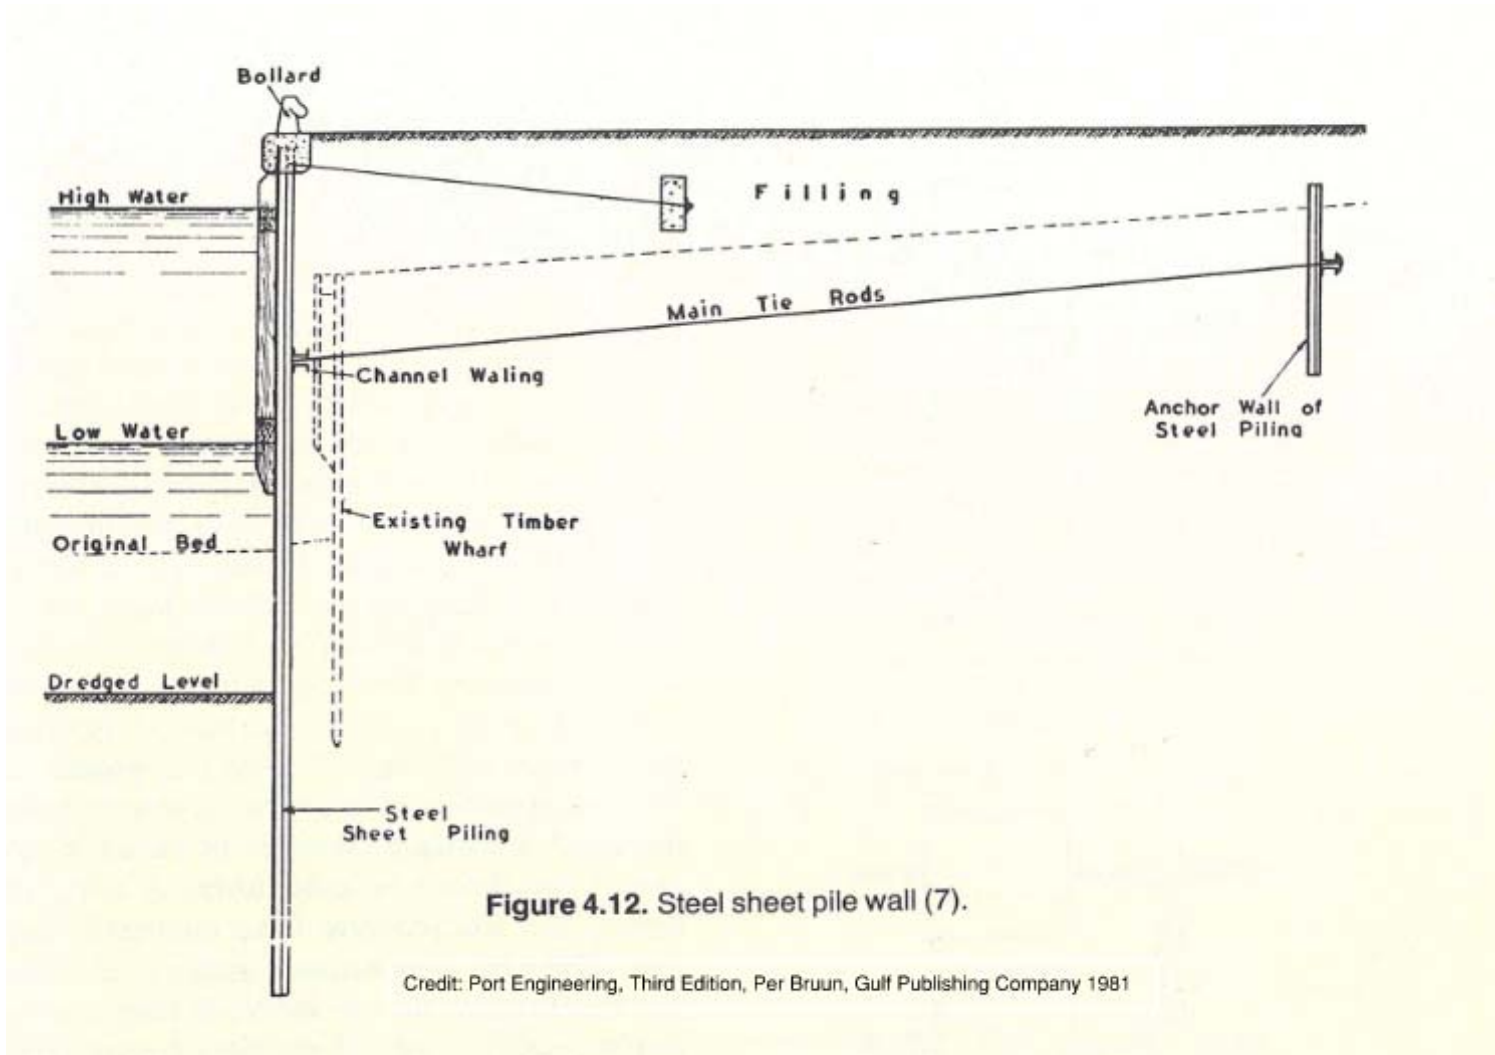 Bollard
High Water
Filling
Main Tie Rods
Channel Waling
Anchor Wall of
Steel Piling
Low Water
Existing Timber
Wharf
Original Bed
Dredged Level
Steel
Sheet Piling
Figure 4.12. Steel sheet pile wall (7).
Credit: Port Engineering, Third Edition, Per Bruun, Gulf Publishing Company 1981